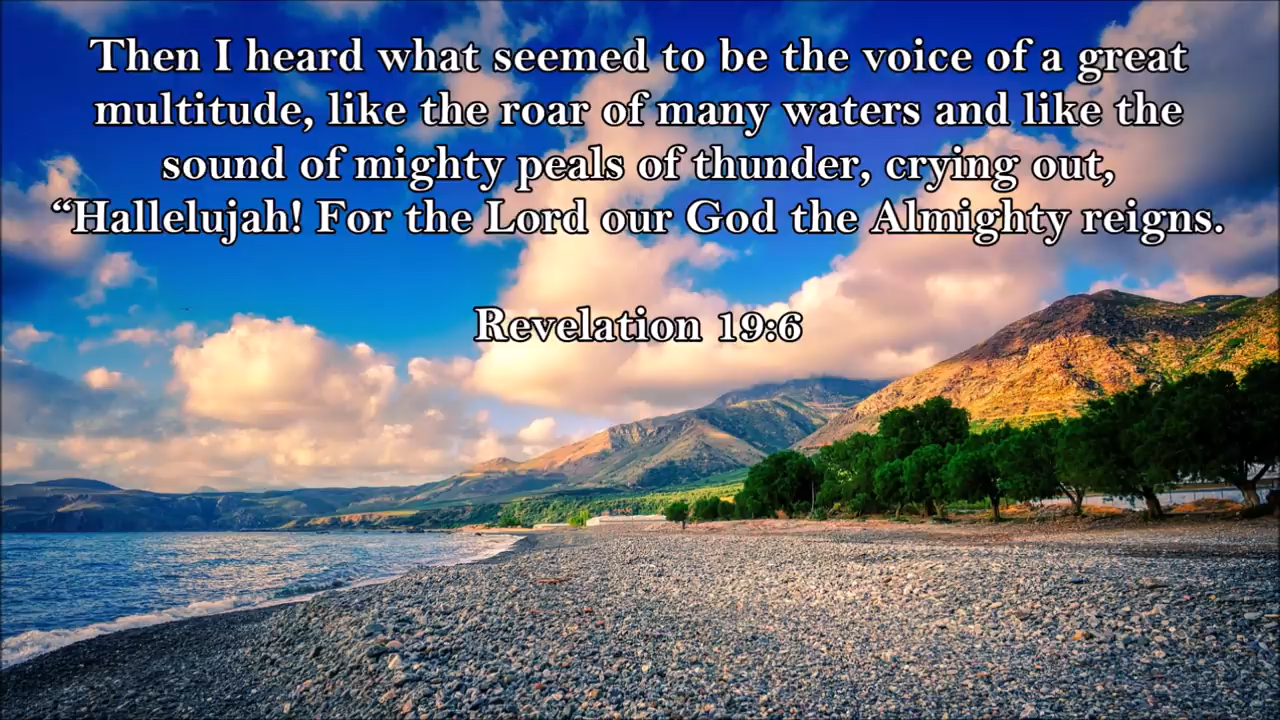 Then I heard what seemed to be the voice of a great
multitude, like the roar of many waters and like the
sound of mighty peals of thunder, crying out,
“Hallelujah! For the Lord our God the Almighty reigns.
Revelation 19:6